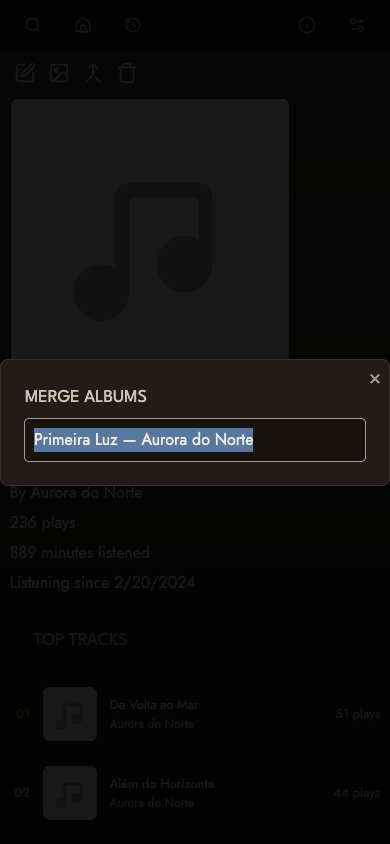 MERGE ALBUMS
Primeira Luz — Aurora do Norte
By Aurora do Norte
236 plays
889 minutes listened
Listening since 2/20/2024
TOP TRACKS
01
De Volta ao Mar
Aurora do Norte
51 plays
02
Além do Horizonte
Aurora do Norte
44 plays